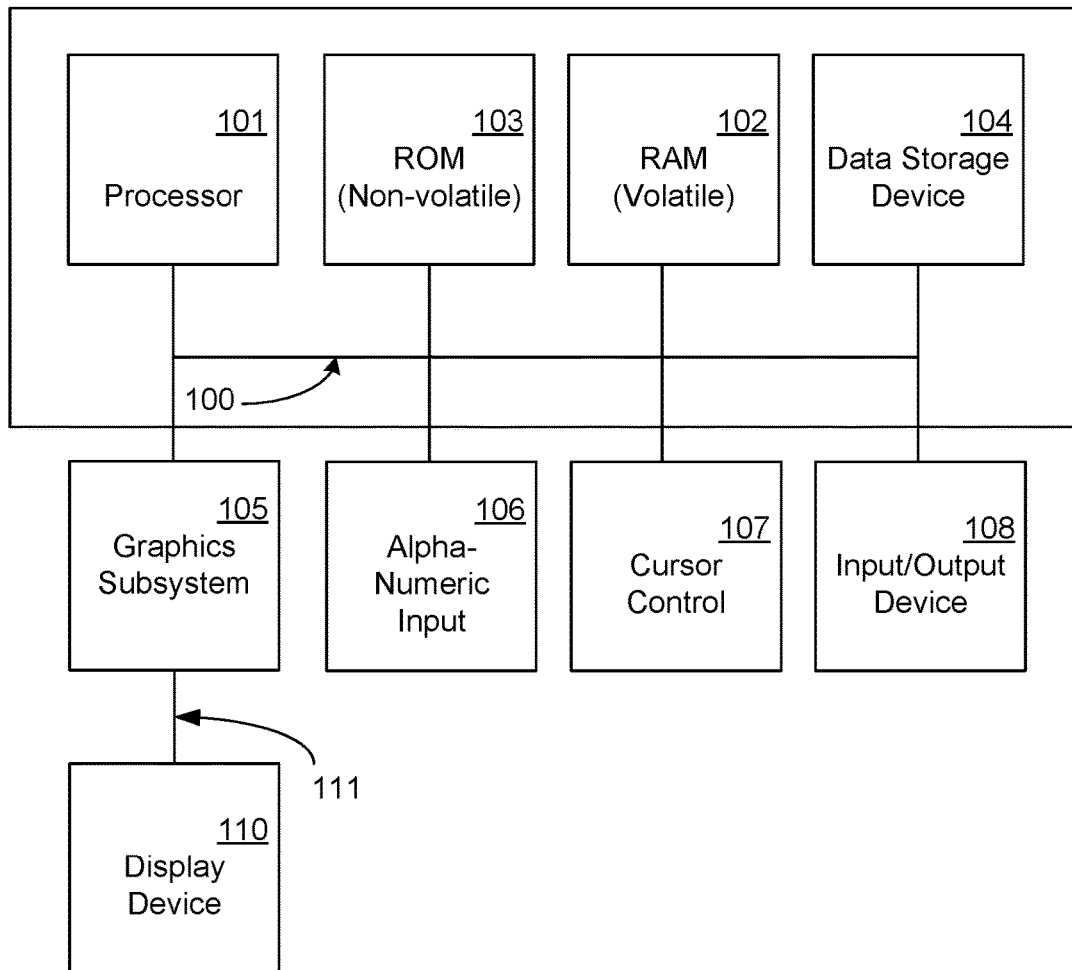 101
Processor
103
ROM
(Non-volatile)
102
RAM
(Volatile)
104
Data Storage
Device
100
105
Graphics
Subsystem
106
Alpha-
Numeric
Input
107
Cursor
Control
108
Input/Output
Device
111
110
Display
Device